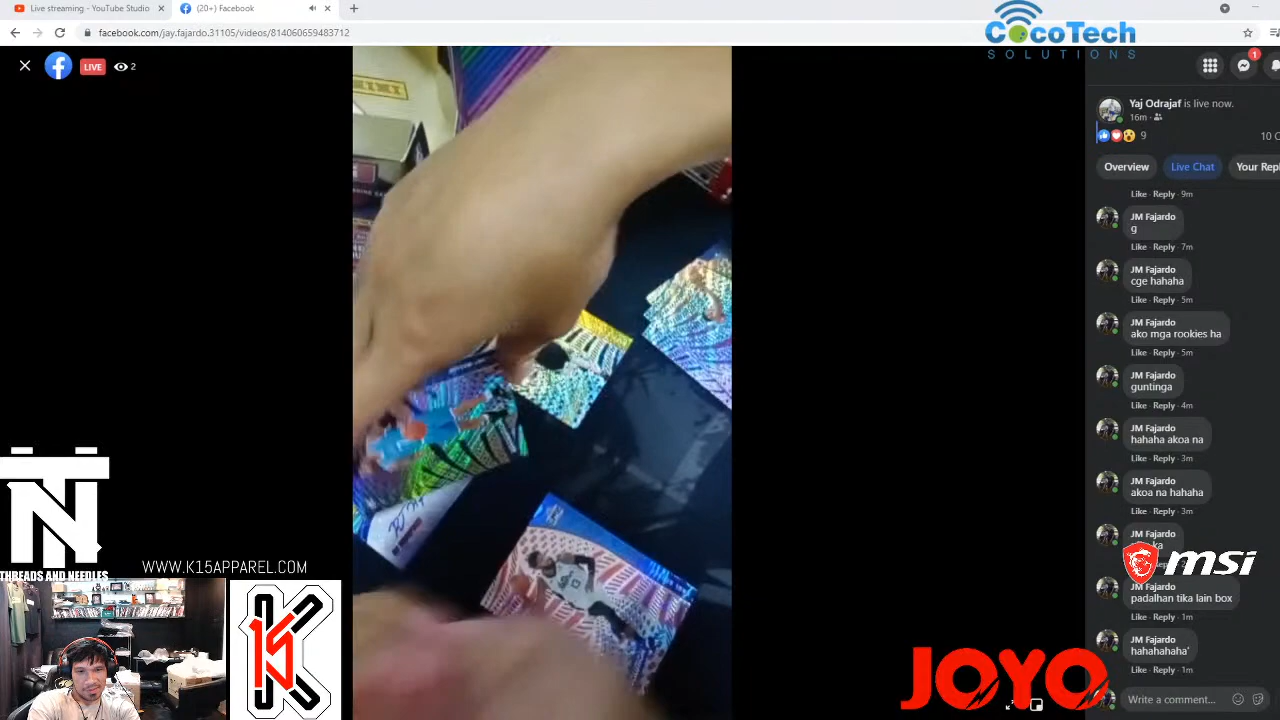 Live streaming - YouTube Studio
(20+) Facebook
facebook.com/jay.fajardo.31105/videos/814060659483712
CocoTech
SOLUTIONS
LIVE
2
1
Yaj Odrajaf is live now.
16m
9
Overview
Live Chat
Your Repl
Like · Reply · 9m
JM Fajardo
g
Like · Reply · 7m
JM Fajardo
cge hahaha
Like · Reply · 5m
JM Fajardo
ako mga rookies ha
Like · Reply · 5m
JM Fajardo
guntinga
Like · Reply · 4m
JM Fajardo
hahaha akoa na
Like · Reply · 3m
JM Fajardo
akoa na hahaha
Like · Reply · 3m
JM Fajardo
msi
JM Fajardo
padalhan tika lain box
Like · Reply · 1m
JM Fajardo
hahahahaha'
Like · Reply · 1m
Write a comment...
TN
THREADS AND NEEDLES
WWW.K15APPAREL.COM
JOYO